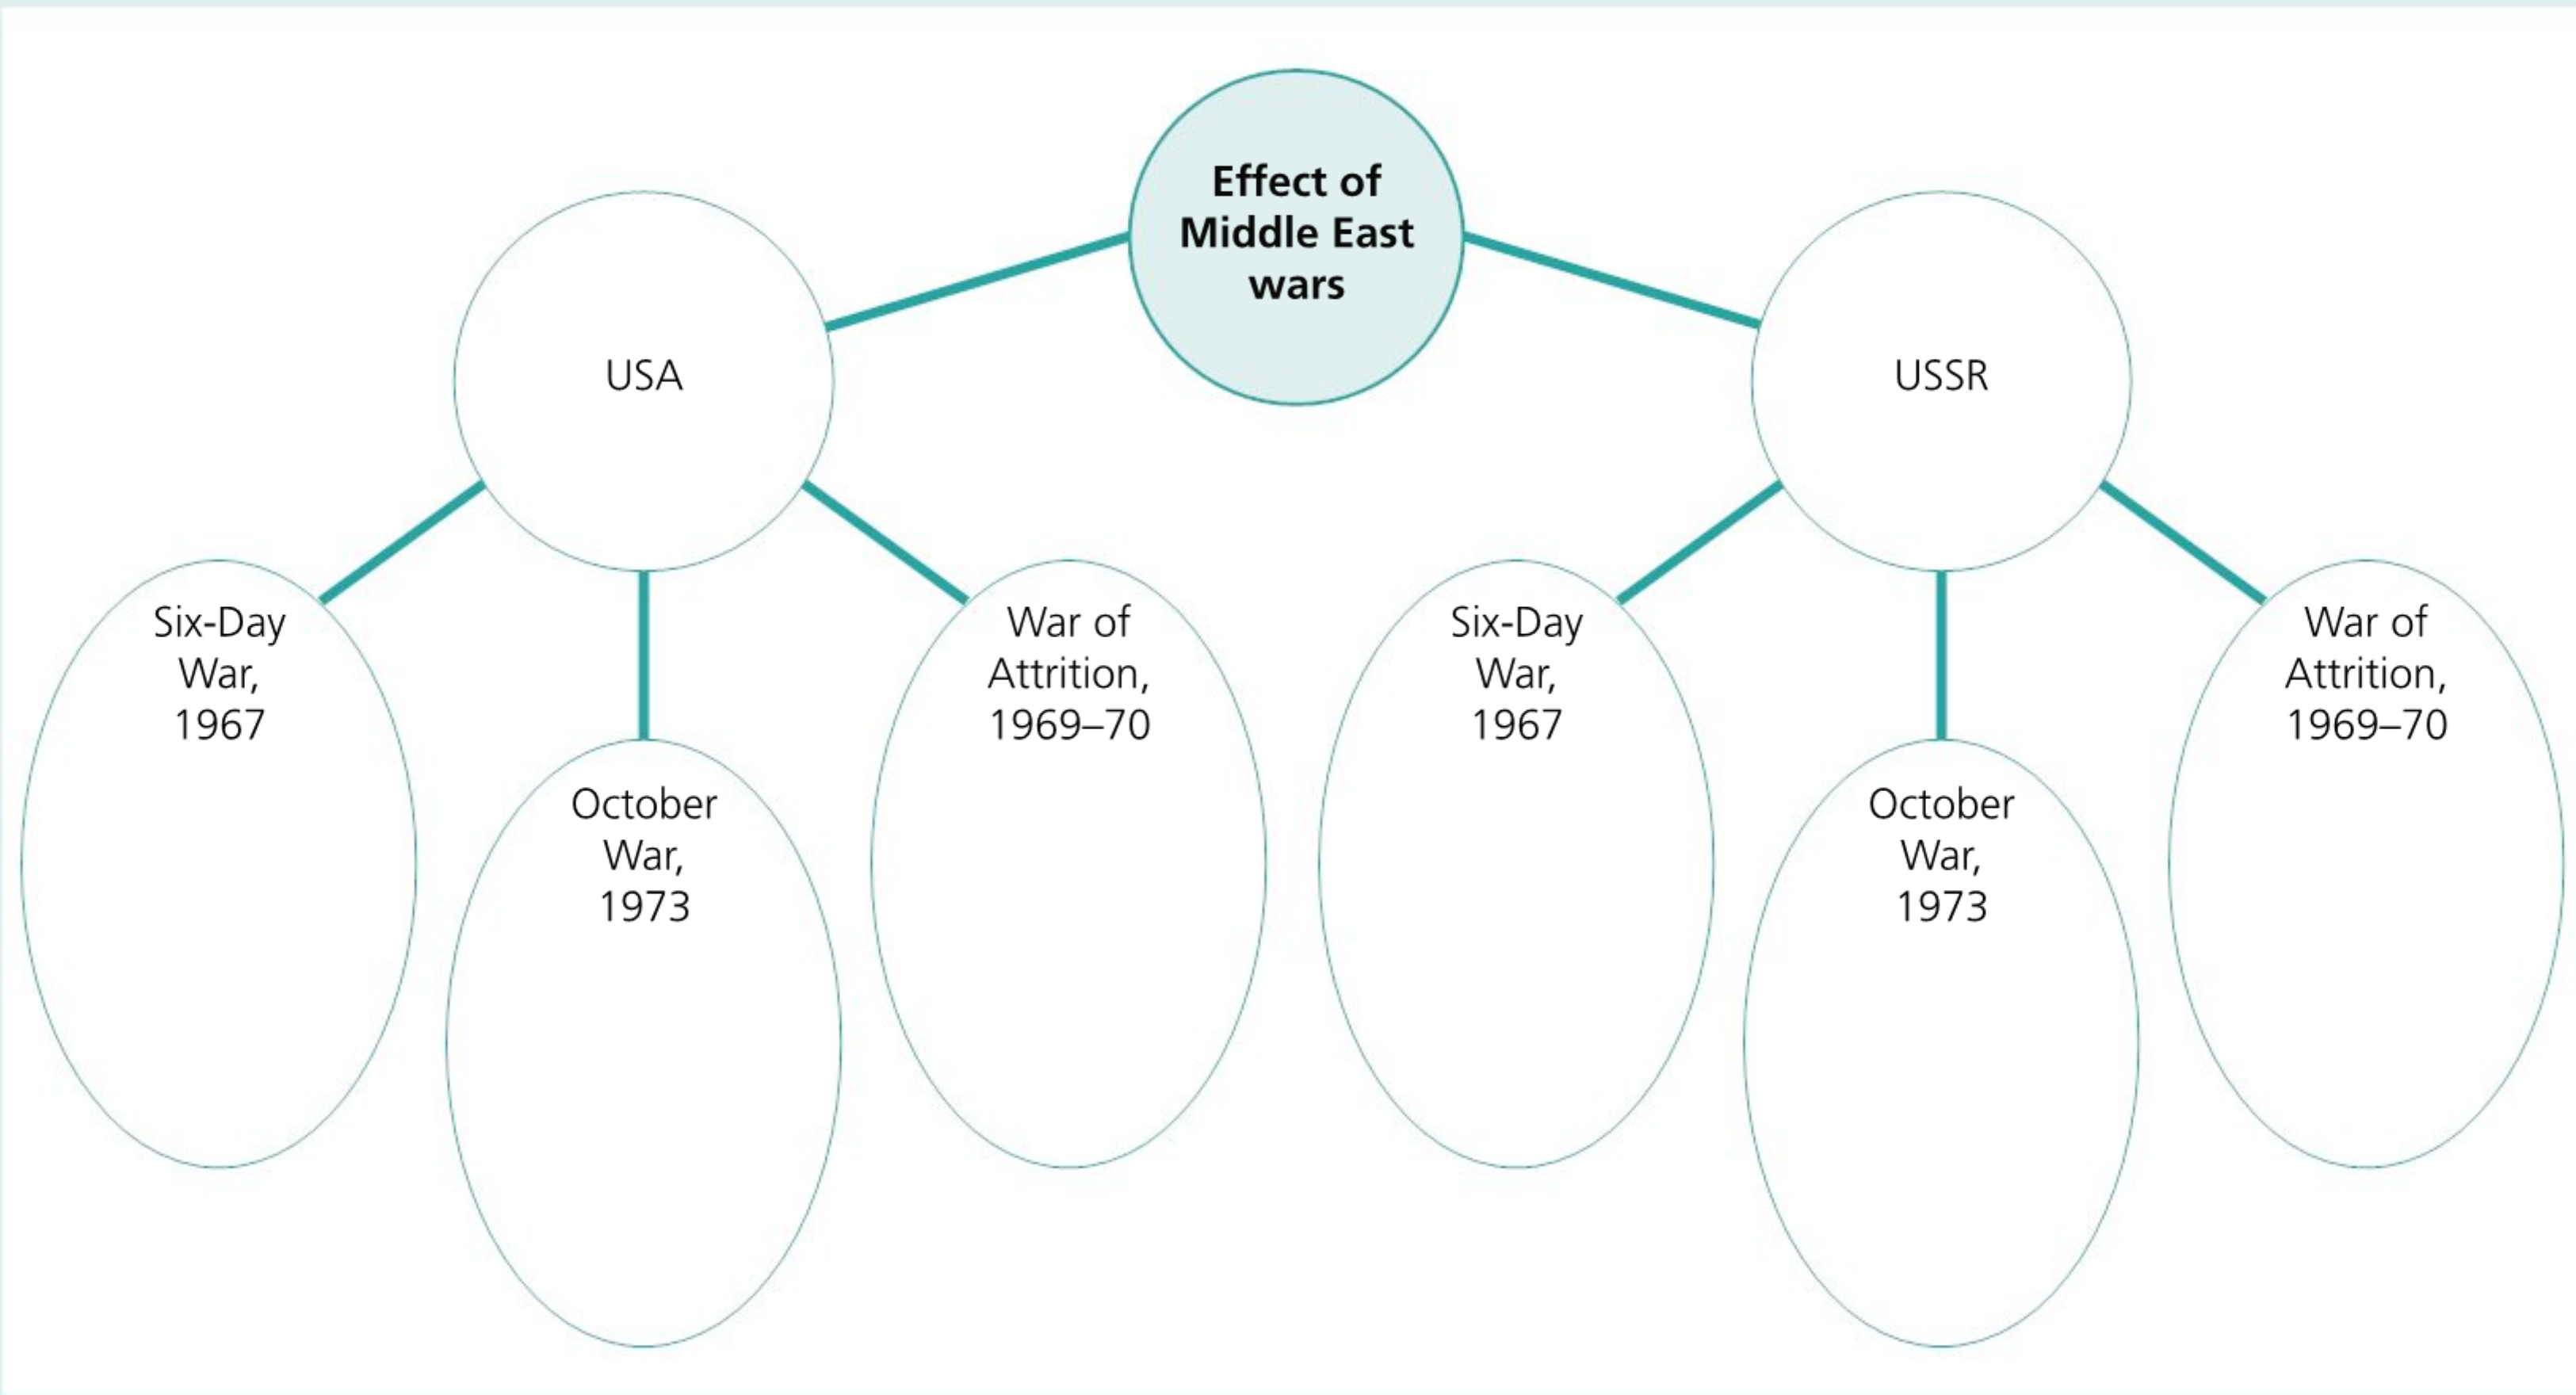 Effect of
Middle East
wars
USA
Six-Day
War,
1967
October
War,
1973
War of
Attrition,
1969–70
USSR
Six-Day
War,
1967
October
War,
1973
War of
Attrition,
1969–70